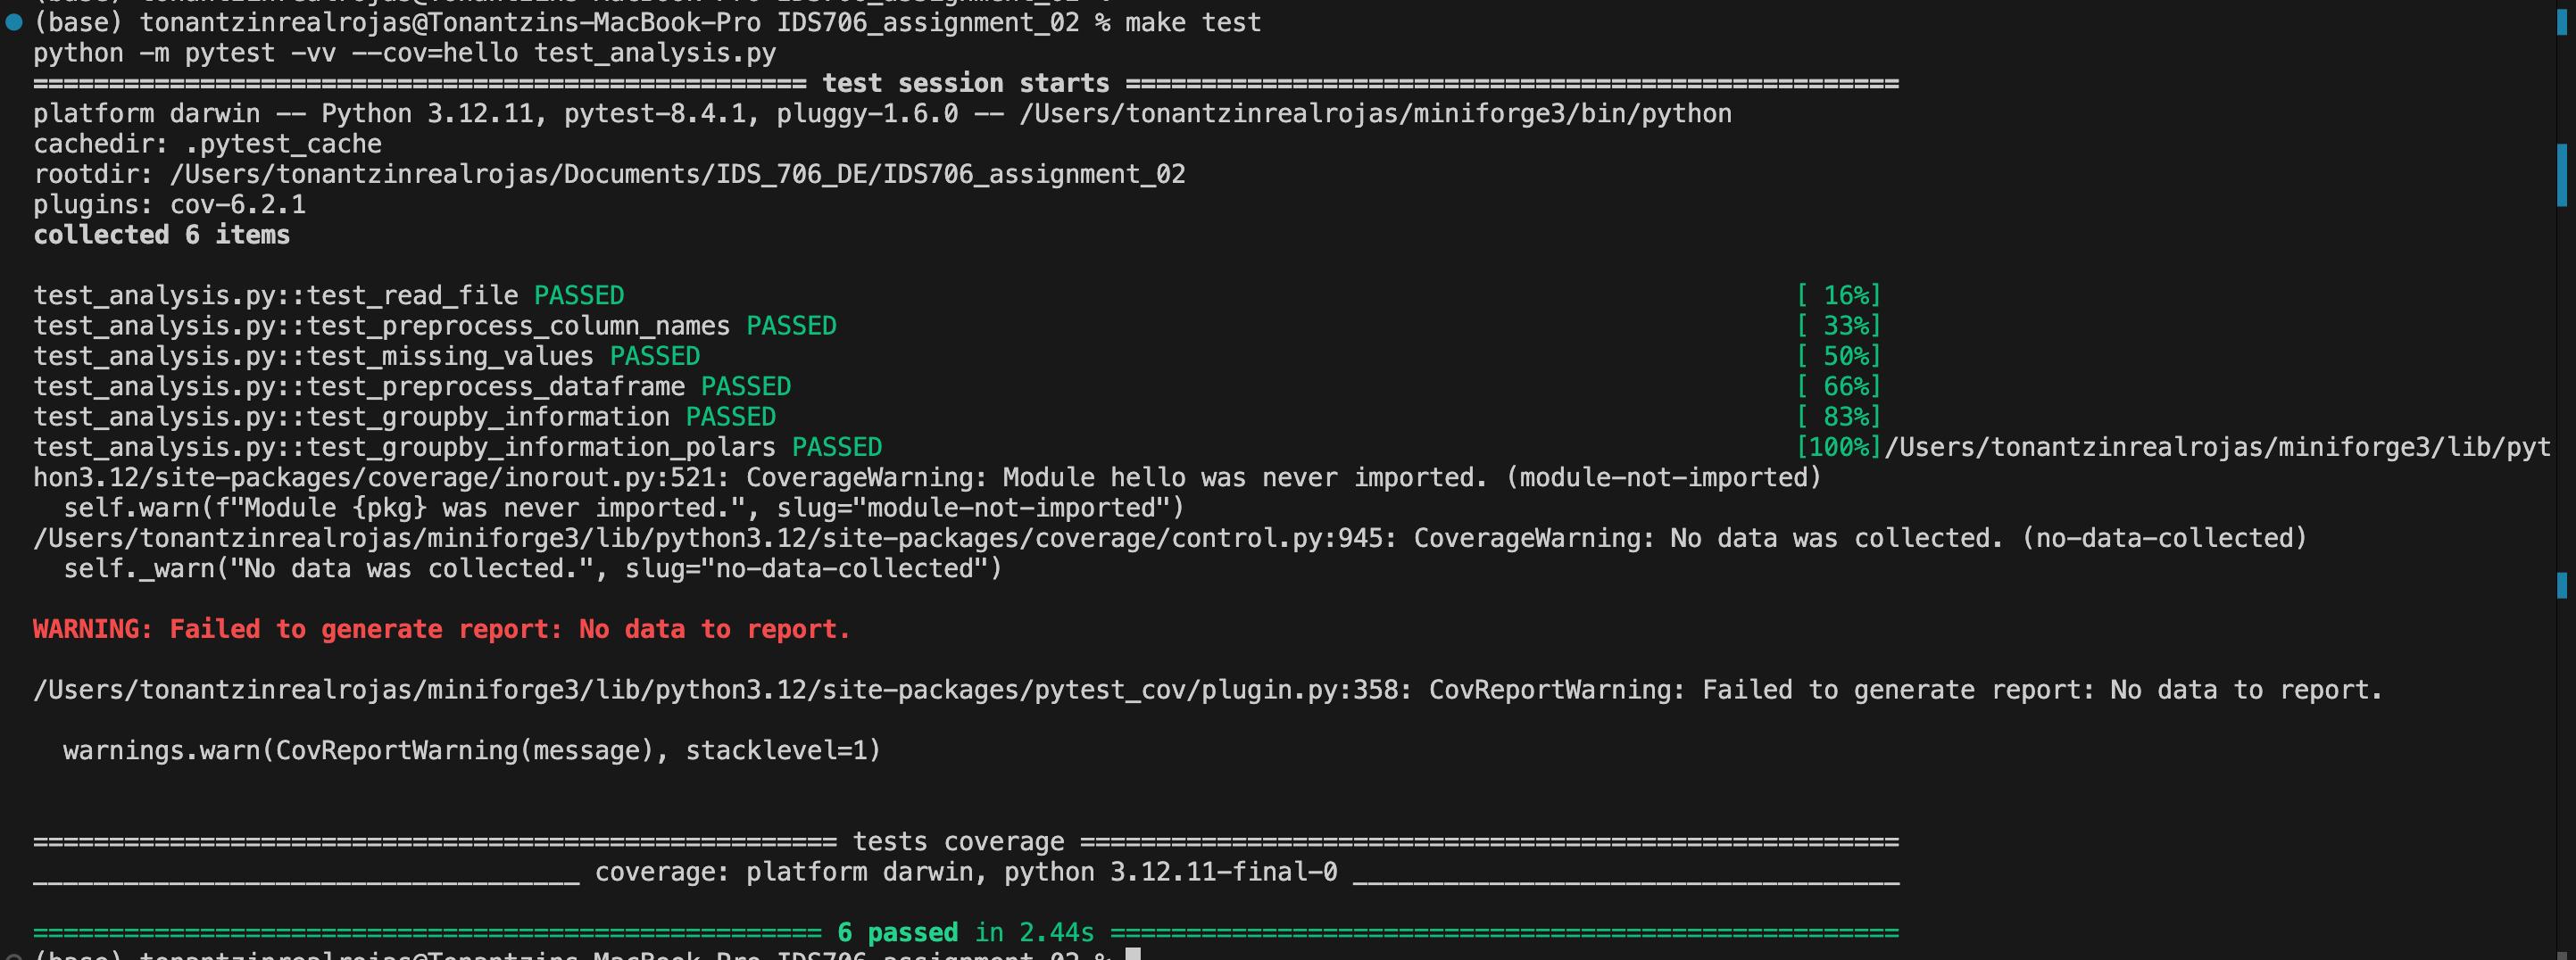 (base) tonantzinrealrojas@Tonantzins-MacBook-Pro IDS706_assignment_02 % make test
python -m pytest -vv --cov=hello test_analysis.py
=================================================== test session starts ===================================================
platform darwin -- Python 3.12.11, pytest-8.4.1, pluggy-1.6.0 -- /Users/tonantzinrealrojas/miniforge3/bin/python
cachedir: .pytest_cache
rootdir: /Users/tonantzinrealrojas/Documents/IDS_706_DE/IDS706_assignment_02
plugins: cov-6.2.1
collected 6 items
test_analysis.py::test_read_file PASSED [ 16%]
test_analysis.py::test_preprocess_column_names PASSED [ 33%]
test_analysis.py::test_missing_values PASSED [ 50%]
test_analysis.py::test_preprocess_dataframe PASSED [ 66%]
test_analysis.py::test_groupby_information PASSED [ 83%]
test_analysis.py::test_groupby_information_polars PASSED [100%]/Users/tonantzinrealrojas/miniforge3/lib/pyt
hon3.12/site-packages/coverage/inorout.py:521: CoverageWarning: Module hello was never imported. (module-not-imported)
  self.warn(f"Module {pkg} was never imported.", slug="module-not-imported")
/Users/tonantzinrealrojas/miniforge3/lib/python3.12/site-packages/coverage/control.py:945: CoverageWarning: No data was collected. (no-data-collected)
  self._warn("No data was collected.", slug="no-data-collected")
WARNING: Failed to generate report: No data to report.
/Users/tonantzinrealrojas/miniforge3/lib/python3.12/site-packages/pytest_cov/plugin.py:358: CovReportWarning: Failed to generate report: No data to report.
  warnings.warn(CovReportWarning(message), stacklevel=1)
===================================================== tests coverage ======================================================
____________________________________ coverage: platform darwin, python 3.12.11-final-0 ____________________________________
==================================================== 6 passed in 2.44s ====================================================
(base) tonantzinrealrojas@Tonantzins-MacBook-Pro IDS706_assignment_02 %